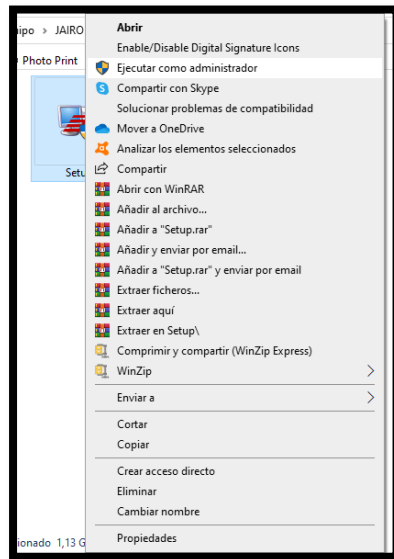 ipo > JAIRO
Photo Print
Setu
Abrir
Enable/Disable Digital Signature Icons
Ejecutar como administrador
Compartir con Skype
Solucionar problemas de compatibilidad
Mover a OneDrive
Analizar los elementos seleccionados
Compartir
Abrir con WinRAR
Añadir al archivo...
Añadir a "Setup.rar"
Añadir y enviar por email...
Añadir a "Setup.rar" y enviar por email
Extraer ficheros...
Extraer aquí
Extraer en Setup\
Comprimir y compartir (WinZip Express)
WinZip
Enviar a
Cortar
Copiar
Crear acceso directo
Eliminar
Cambiar nombre
Propiedades
ionado 1,13 G